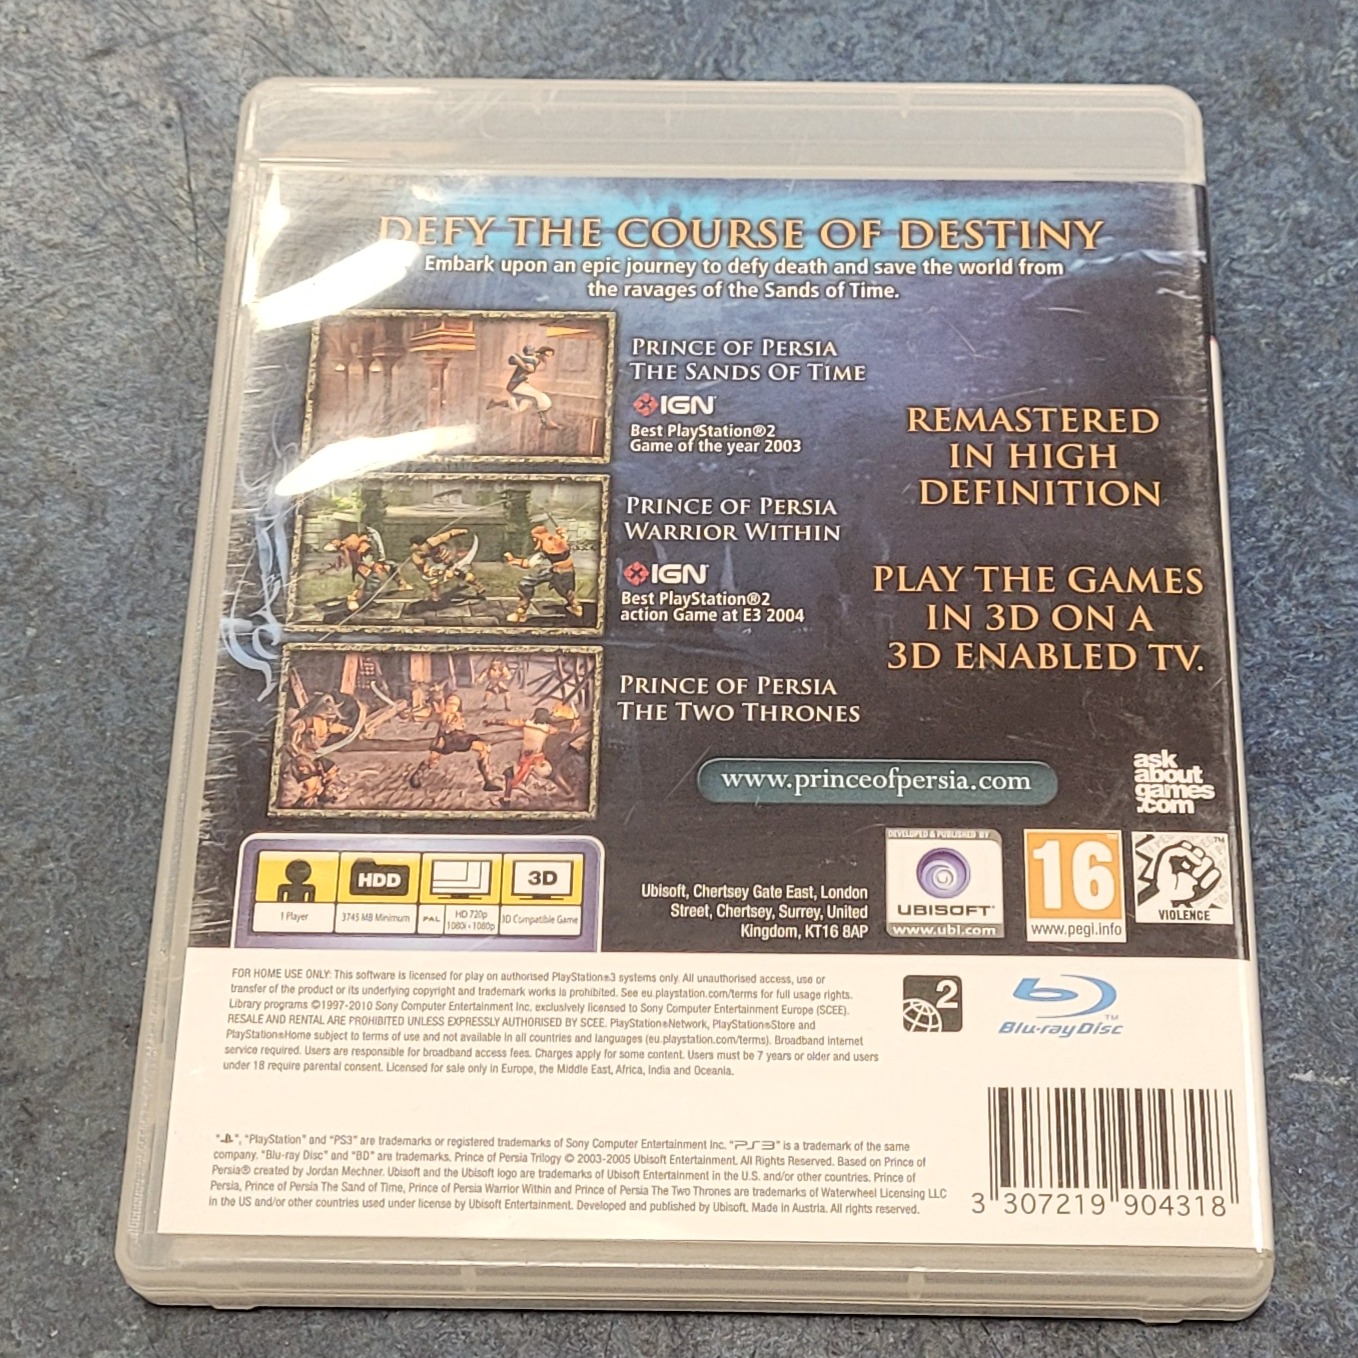 DEFY THE COURSE OF DESTINY
Embark upon an epic journey to defy death and save the world from
the ravages of the Sands of Time.
PRINCE OF PERSIA
THE SANDS OF TIME
IGN
Best PlayStation®2
Game of the year 2003
PRINCE OF PERSIA
WARRIOR WITHIN
IGN
Best PlayStation®2
action Game at E3 2004
PRINCE OF PERSIA
THE TWO THRONES
REMASTERED
IN HIGH
DEFINITION
PLAY THE GAMES
IN 3D ON A
3D ENABLED TV.
www.princeofpersia.com
ask
about
games
.com
HDD
3D
1 Player
3745 MB Minimum
PAL
HD 720p
1080i • 1080p
3D Compatible Game
Ubisoft, Chertsey Gate East, London
Street, Chertsey, Surrey, United
Kingdom, KT16 8AP
DEVELOPED & PUBLISHED BY
UBISOFT
www.ubi.com
16
www.pegi.info
VIOLENCE
FOR HOME USE ONLY: This software is licensed for play on authorised PlayStation®3 systems only. All unauthorised access, use or
transfer of the product or its underlying copyright and trademark works is prohibited. See eu.playstation.com/terms for full usage rights.
Library programs ©1997-2010 Sony Computer Entertainment Inc. exclusively licensed to Sony Computer Entertainment Europe (SCEE).
RESALE AND RENTAL ARE PROHIBITED UNLESS EXPRESSLY AUTHORISED BY SCEE. PlayStation®Network, PlayStation®Store and
PlayStation®Home subject to terms of use and not available in all countries and languages (eu.playstation.com/terms). Broadband internet
service required. Users are responsible for broadband access fees. Charges apply for some content. Users must be 7 years or older and users
under 18 require parental consent. Licensed for sale only in Europe, the Middle East, Africa, India and Oceania.
2
Blu-ray Disc™
"", "PlayStation" and "PS3" are trademarks or registered trademarks of Sony Computer Entertainment Inc. "PS3" is a trademark of the same
company. "Blu-ray Disc" and "BD" are trademarks. Prince of Persia Trilogy © 2003-2005 Ubisoft Entertainment. All Rights Reserved. Based on Prince of
Persia® created by Jordan Mechner. Ubisoft and the Ubisoft logo are trademarks of Ubisoft Entertainment in the U.S. and/or other countries. Prince of
Persia, Prince of Persia The Sand of Time, Prince of Persia Warrior Within and Prince of Persia The Two Thrones are trademarks of Waterwheel Licensing LLC
in the US and/or other countries used under license by Ubisoft Entertainment. Developed and published by Ubisoft. Made in Austria. All rights reserved.
3 307219 904318